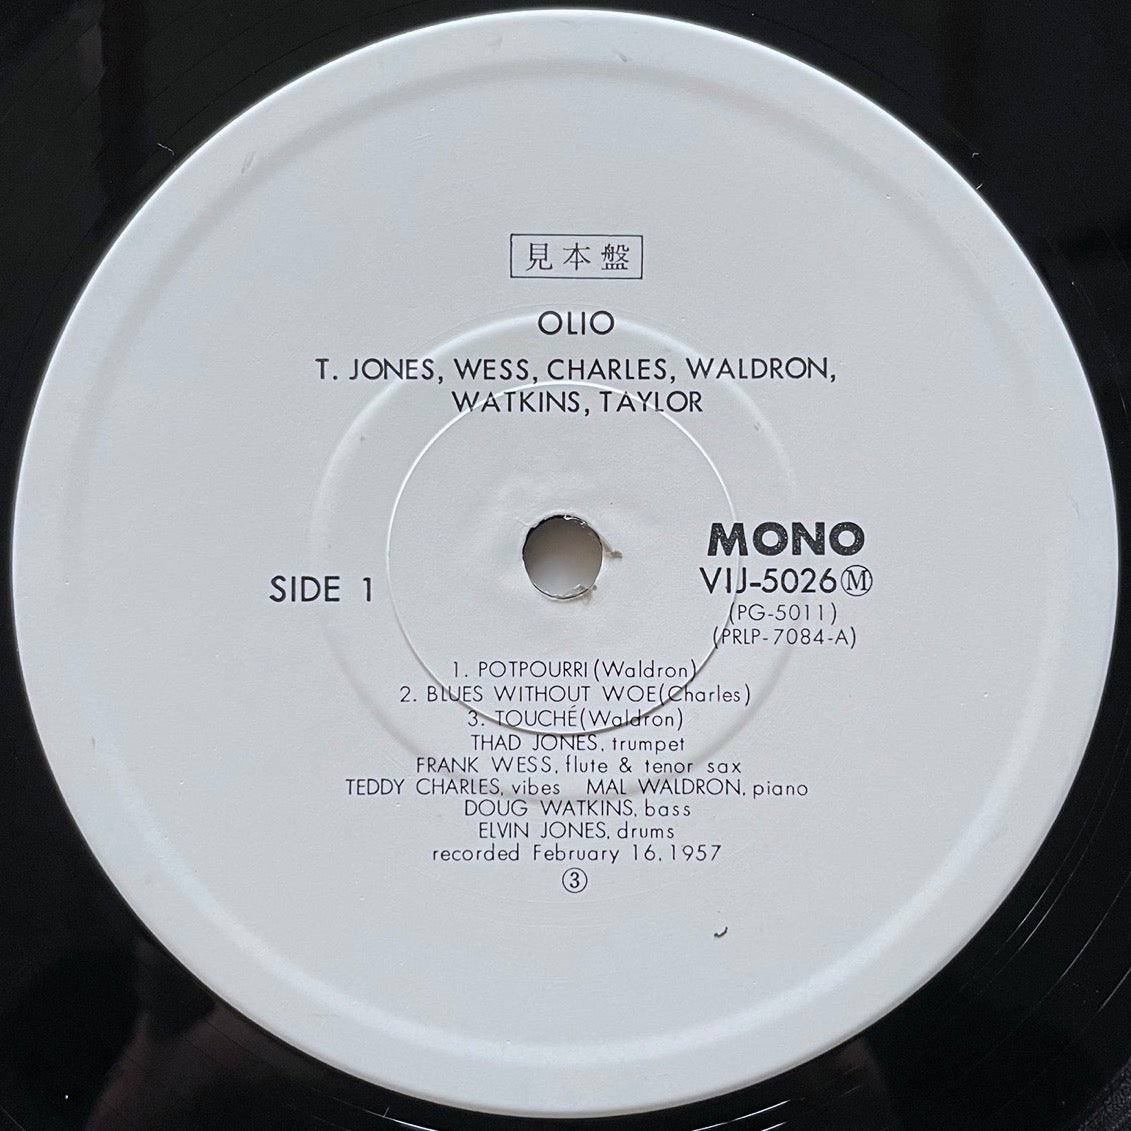 見本盤
OLIO
T. JONES, WESS, CHARLES, WALDRON,
WATKINS, TAYLOR
MONO
SIDE 1
VIJ-5026Ⓜ
(PG-5011)
(PRLP-7084-A)
1. POTPOURRI (Waldron)
2. BLUES WITHOUT WOE (Charles)
3. TOUCHÉ (Waldron)
THAD JONES, trumpet
FRANK WESS, flute & tenor sax
TEDDY CHARLES, vibes MAL WALDRON, piano
DOUG WATKINS, bass
ELVIN JONES, drums
recorded February 16, 1957
③